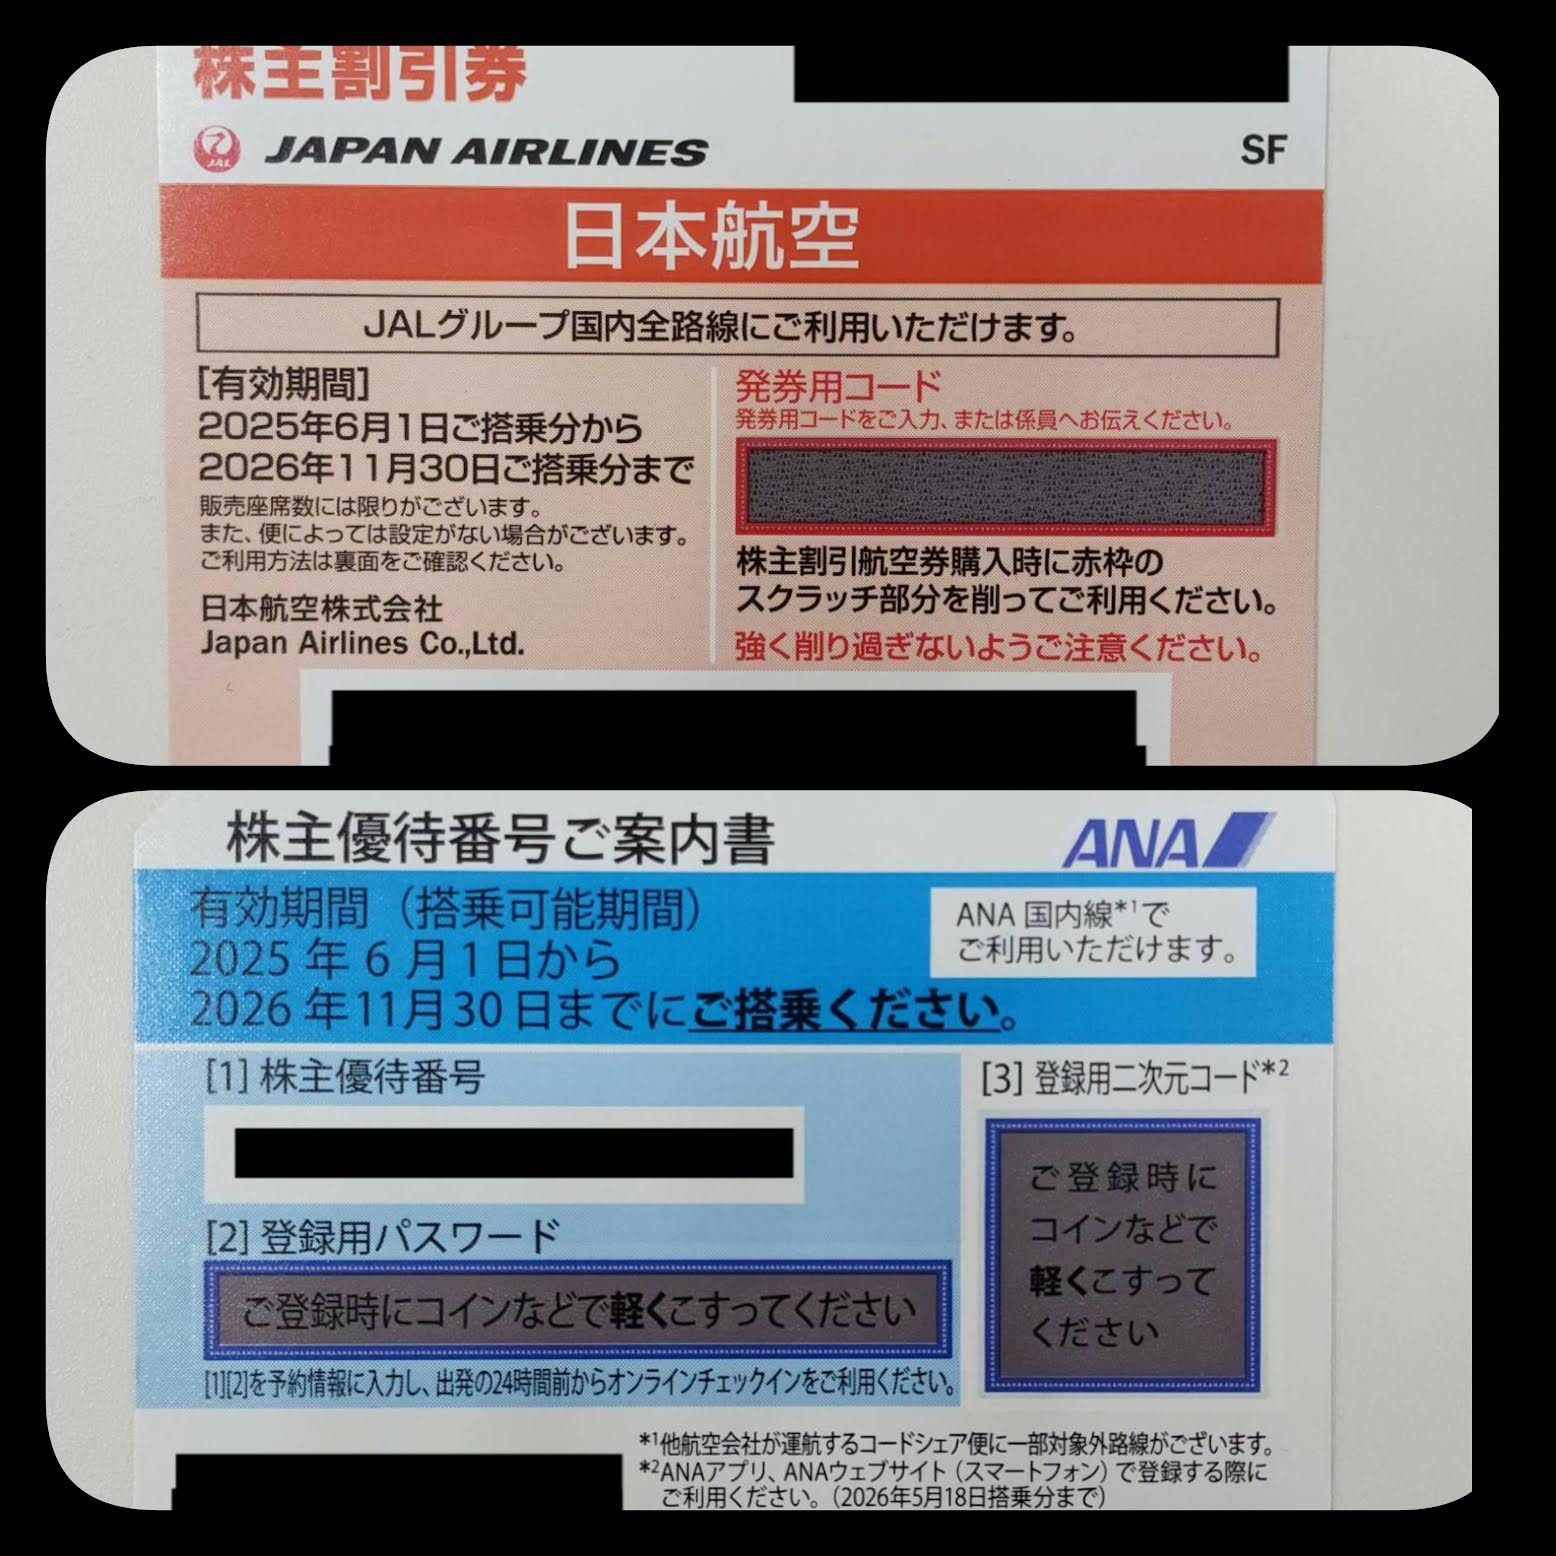 株主割引券
JAL JAPAN AIRLINES SF
日本航空
JALグループ国内全路線にご利用いただけます。
[有効期間]
2025年6月1日ご搭乗分から
2026年11月30日ご搭乗分まで
販売座席数には限りがございます。
また、便によっては設定がない場合がございます。
ご利用方法は裏面をご確認ください。
日本航空株式会社
Japan Airlines Co.,Ltd.
発券用コード
発券用コードをご入力、または係員へお伝えください。
株主割引航空券購入時に赤枠の
スクラッチ部分を削ってご利用ください。
強く削り過ぎないようご注意ください。
株主優待番号ご案内書 ANA
有効期間（搭乗可能期間）
2025年6月1日から
2026年11月30日までにご搭乗ください。
ANA国内線*1で
ご利用いただけます。
[1] 株主優待番号
[2] 登録用パスワード
ご登録時にコインなどで軽くこすってください
[1][2]を予約情報に入力し、出発の24時間前からオンラインチェックインをご利用ください。
[3] 登録用二次元コード*2
ご登録時に
コインなどで
軽くこすって
ください
*1他航空会社が運航するコードシェア便に一部対象外路線がございます。
*2ANAアプリ、ANAウェブサイト（スマートフォン）で登録する際に
ご利用ください。（2026年5月18日搭乗分まで）